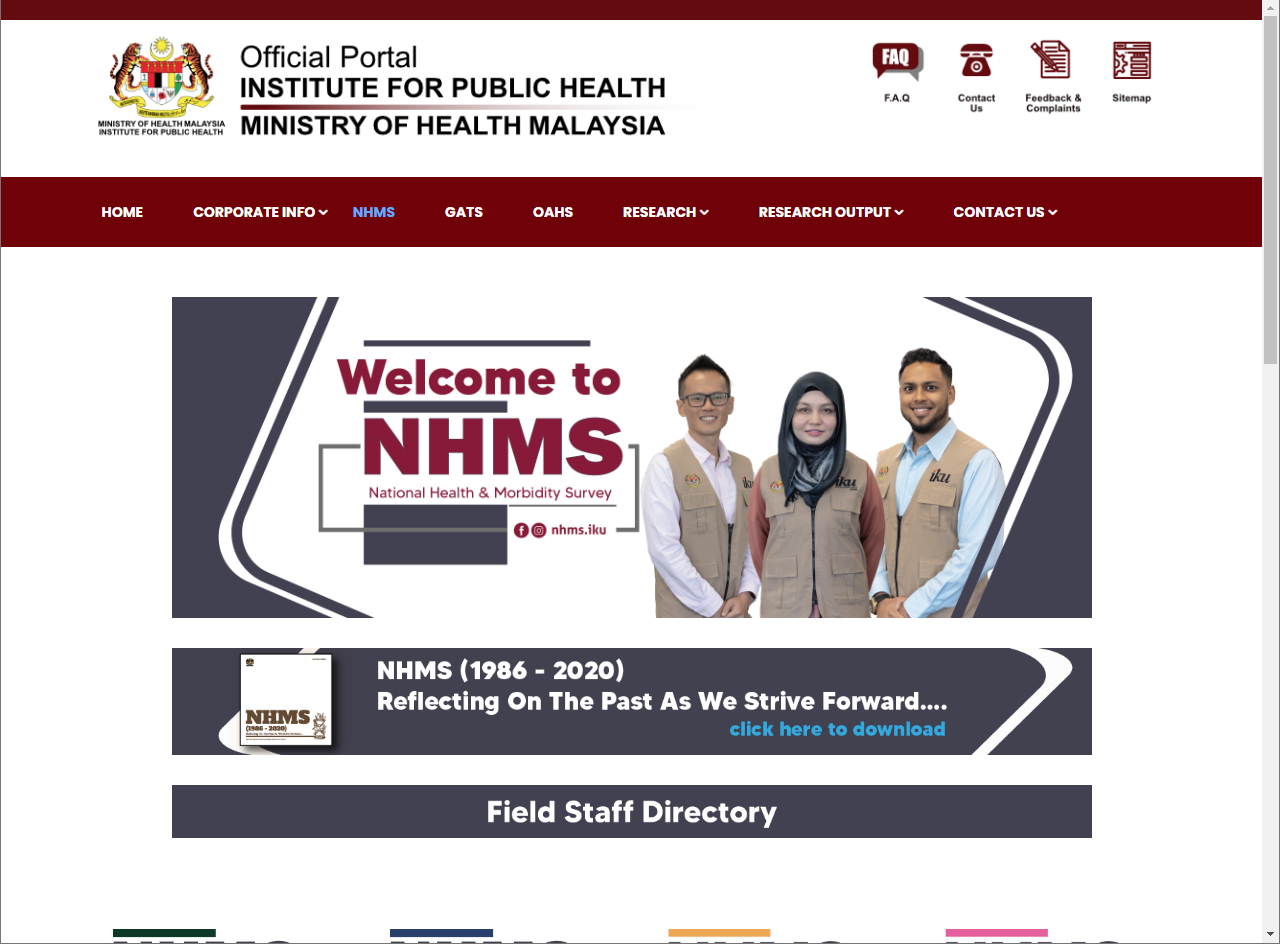 Official Portal
INSTITUTE FOR PUBLIC HEALTH
MINISTRY OF HEALTH MALAYSIA
MINISTRY OF HEALTH MALAYSIA
INSTITUTE FOR PUBLIC HEALTH
FAQ
F.A.Q
Contact
Us
Feedback &
Complaints
Sitemap
HOME
CORPORATE INFO
NHMS
GATS
OAHS
RESEARCH
RESEARCH OUTPUT
CONTACT US
Welcome to
NHMS
National Health & Morbidity Survey
nhms.iku
iku
iku
iku
NHMS (1986 - 2020)
Reflecting On The Past As We Strive Forward....
click here to download
NHMS
(1986 - 2020)
Field Staff Directory